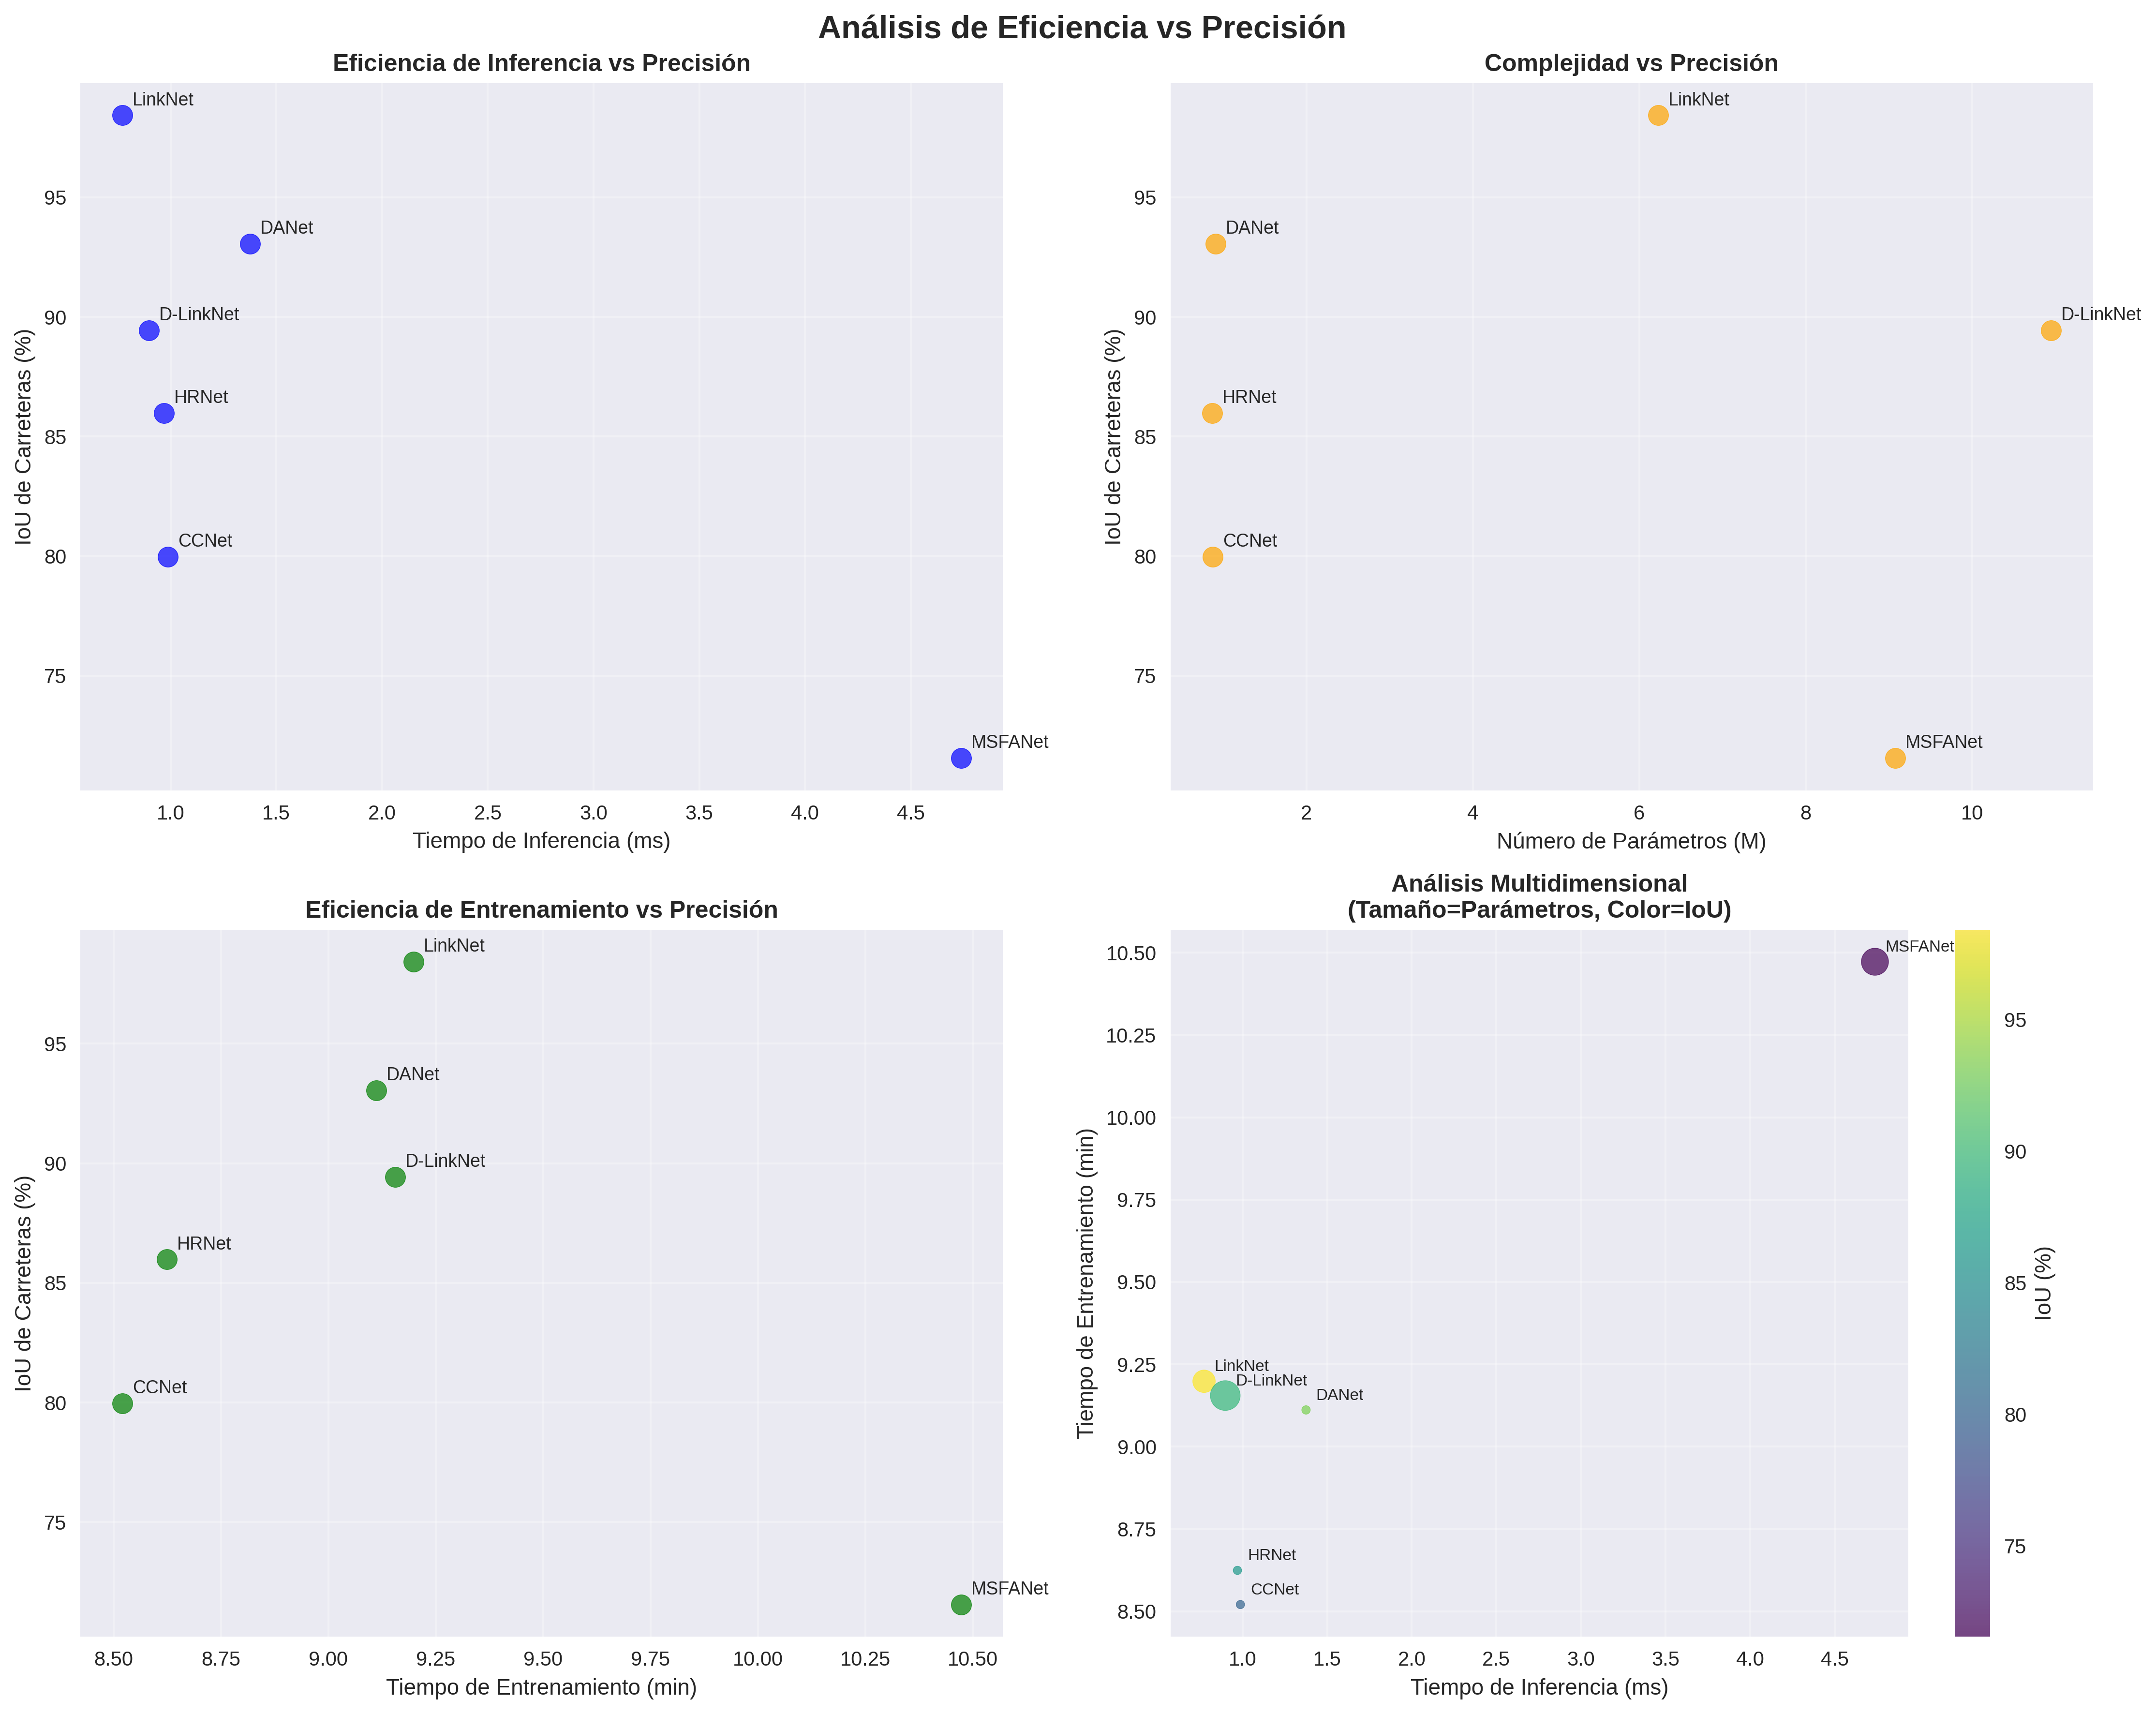 Análisis de Eficiencia vs Precisión
Eficiencia de Inferencia vs Precisión
IoU de Carreteras (%)
95
90
85
80
75
LinkNet
DANet
D-LinkNet
HRNet
CCNet
MSFANet
1.0 1.5 2.0 2.5 3.0 3.5 4.0 4.5
Tiempo de Inferencia (ms)
Complejidad vs Precisión
IoU de Carreteras (%)
95
90
85
80
75
LinkNet
DANet
D-LinkNet
HRNet
CCNet
MSFANet
2 4 6 8 10
Número de Parámetros (M)
Eficiencia de Entrenamiento vs Precisión
IoU de Carreteras (%)
95
90
85
80
75
LinkNet
DANet
D-LinkNet
HRNet
CCNet
MSFANet
8.50 8.75 9.00 9.25 9.50 9.75 10.00 10.25 10.50
Tiempo de Entrenamiento (min)
Análisis Multidimensional
(Tamaño=Parámetros, Color=IoU)
Tiempo de Entrenamiento (min)
10.50
10.25
10.00
9.75
9.50
9.25
9.00
8.75
8.50
MSFANet
LinkNet
D-LinkNet
DANet
HRNet
CCNet
1.0 1.5 2.0 2.5 3.0 3.5 4.0 4.5
Tiempo de Inferencia (ms)
95
90
85
80
75
IoU (%)